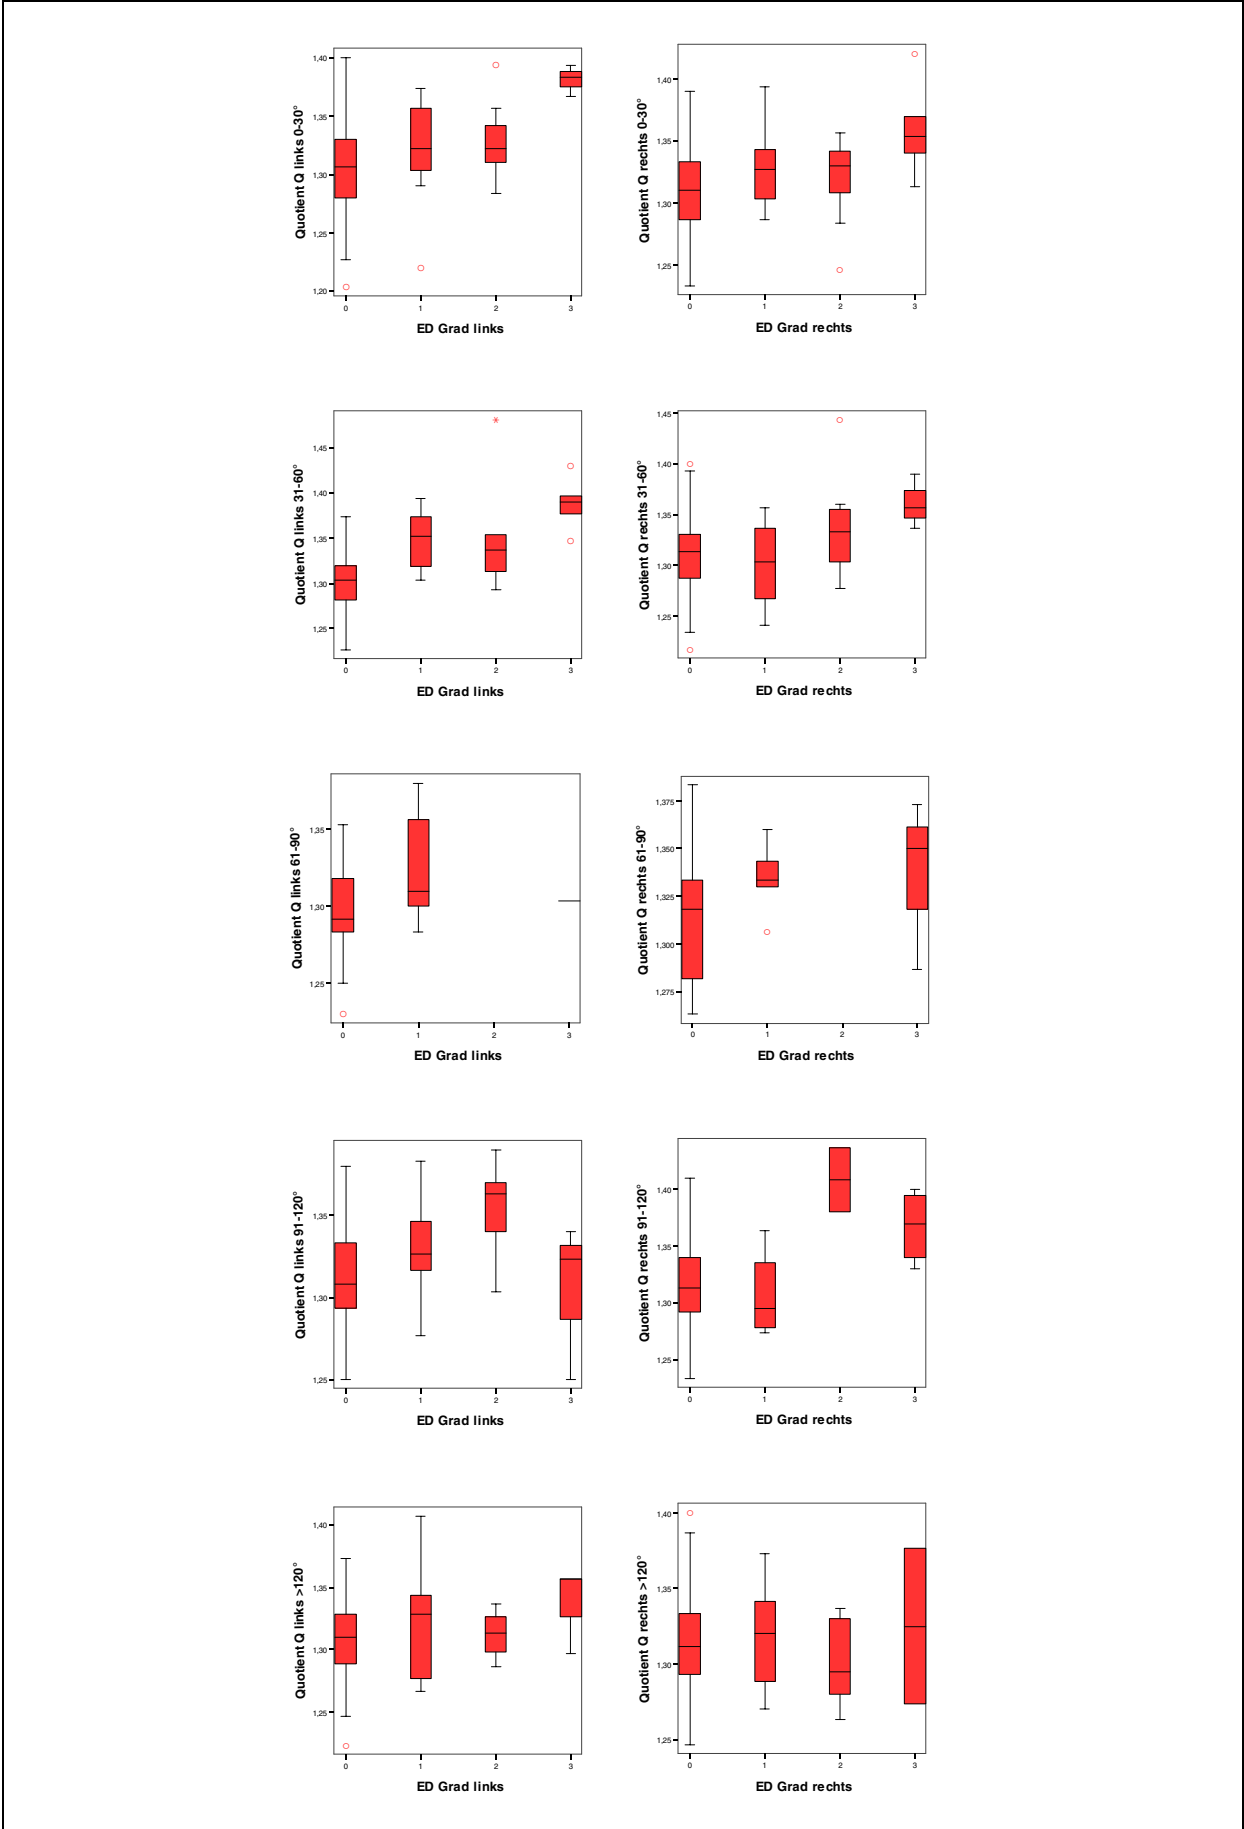 Quotient Q links 0-30°
1,40
1,35
1,30
1,25
1,20
0 1 2 3
ED Grad links
Quotient Q rechts 0-30°
1,40
1,35
1,30
1,25
0 1 2 3
ED Grad rechts
Quotient Q links 31-60°
1,45
1,40
1,35
1,30
1,25
0 1 2 3
ED Grad links
Quotient Q rechts 31-60°
1,45
1,40
1,35
1,30
1,25
0 1 2 3
ED Grad rechts
Quotient Q links 61-90°
1,35
1,30
1,25
0 1 2 3
ED Grad links
Quotient Q rechts 61-90°
1,375
1,350
1,325
1,300
1,275
0 1 2 3
ED Grad rechts
Quotient Q links 91-120°
1,35
1,30
1,25
0 1 2 3
ED Grad links
Quotient Q rechts 91-120°
1,40
1,35
1,30
1,25
0 1 2 3
ED Grad rechts
Quotient Q links >120°
1,40
1,35
1,30
1,25
0 1 2 3
ED Grad links
Quotient Q rechts >120°
1,40
1,35
1,30
1,25
0 1 2 3
ED Grad rechts